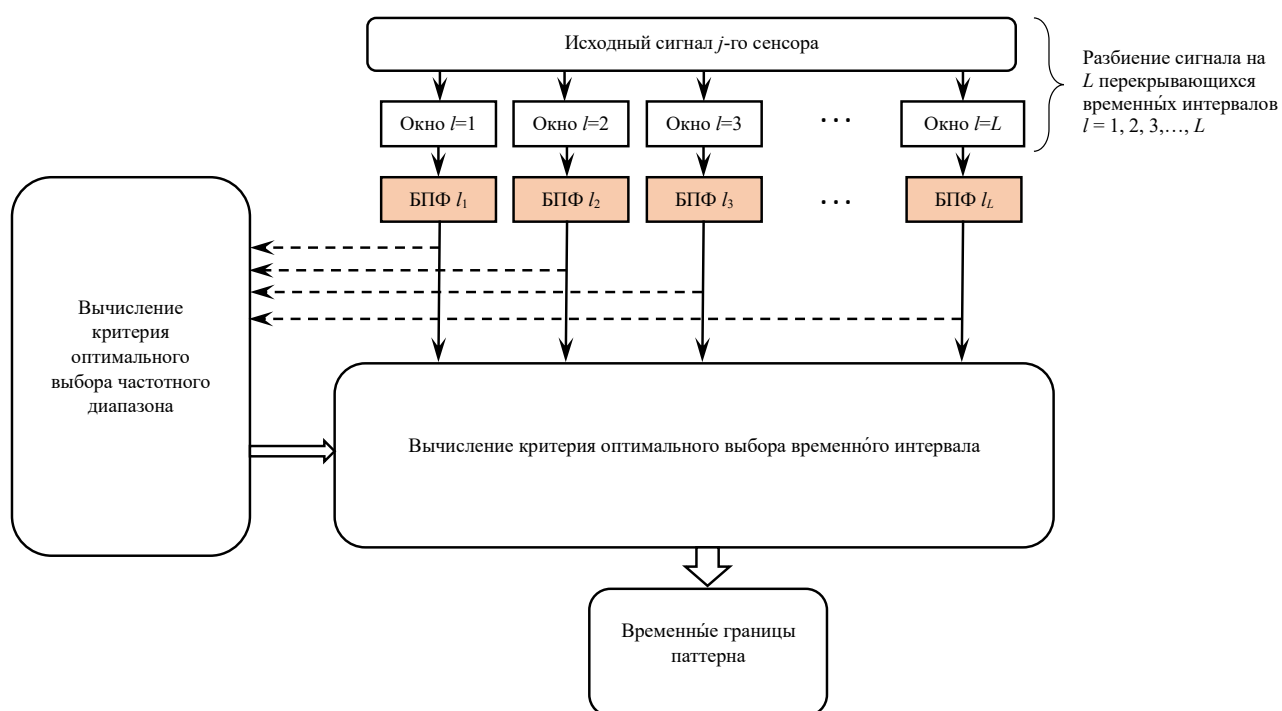 Исходный сигнал j-го сенсора
Разбиение сигнала на
L перекрывающихся
временны́х интервалов
l = 1, 2, 3,…, L
Окно l=1
Окно l=2
Окно l=3
…
Окно l=L
БПФ l₁
БПФ l₂
БПФ l₃
…
БПФ l_L
Вычисление
критерия
оптимального
выбора частотного
диапазона
Вычисление критерия оптимального выбора временно́го интервала
Временны́е границы
паттерна